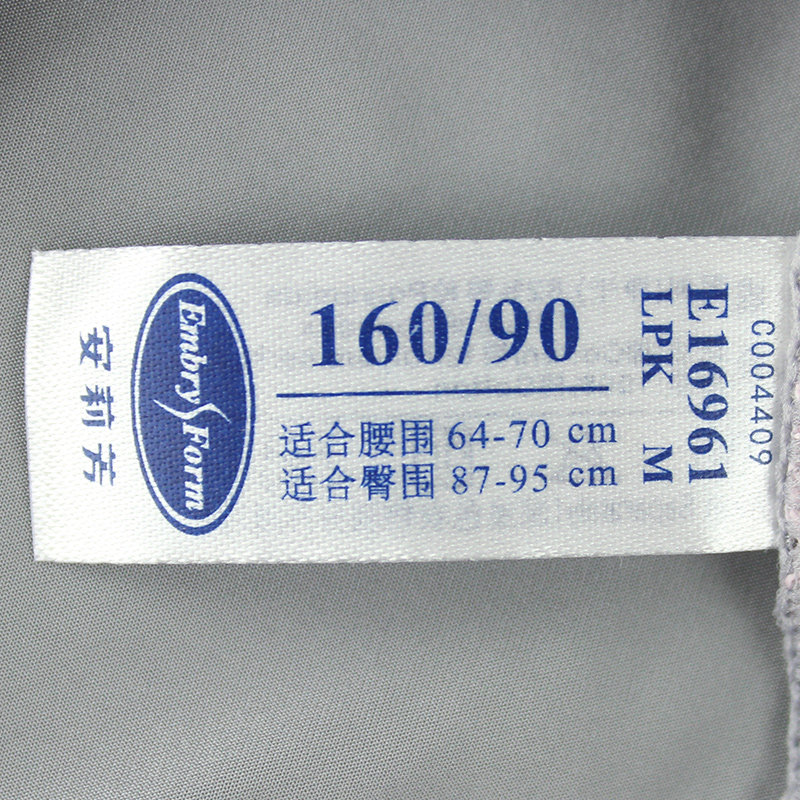 安莉芳
Embry Form
160/90
适合腰围 64-70 cm
适合臀围 87-95 cm
E16961
LPK M
C004409